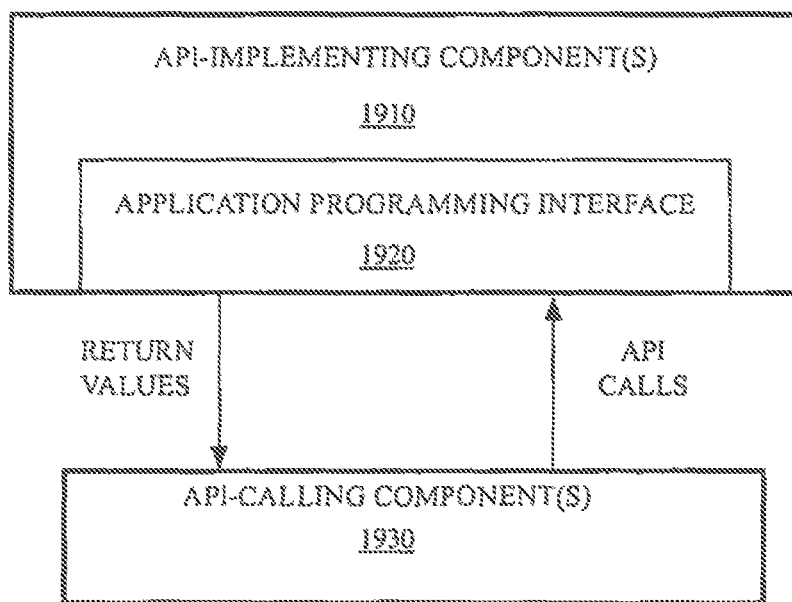 API-IMPLEMENTING COMPONENT(S)
1910
APPLICATION PROGRAMMING INTERFACE
1920
RETURN
VALUES
API
CALLS
API-CALLING COMPONENT(S)
1930